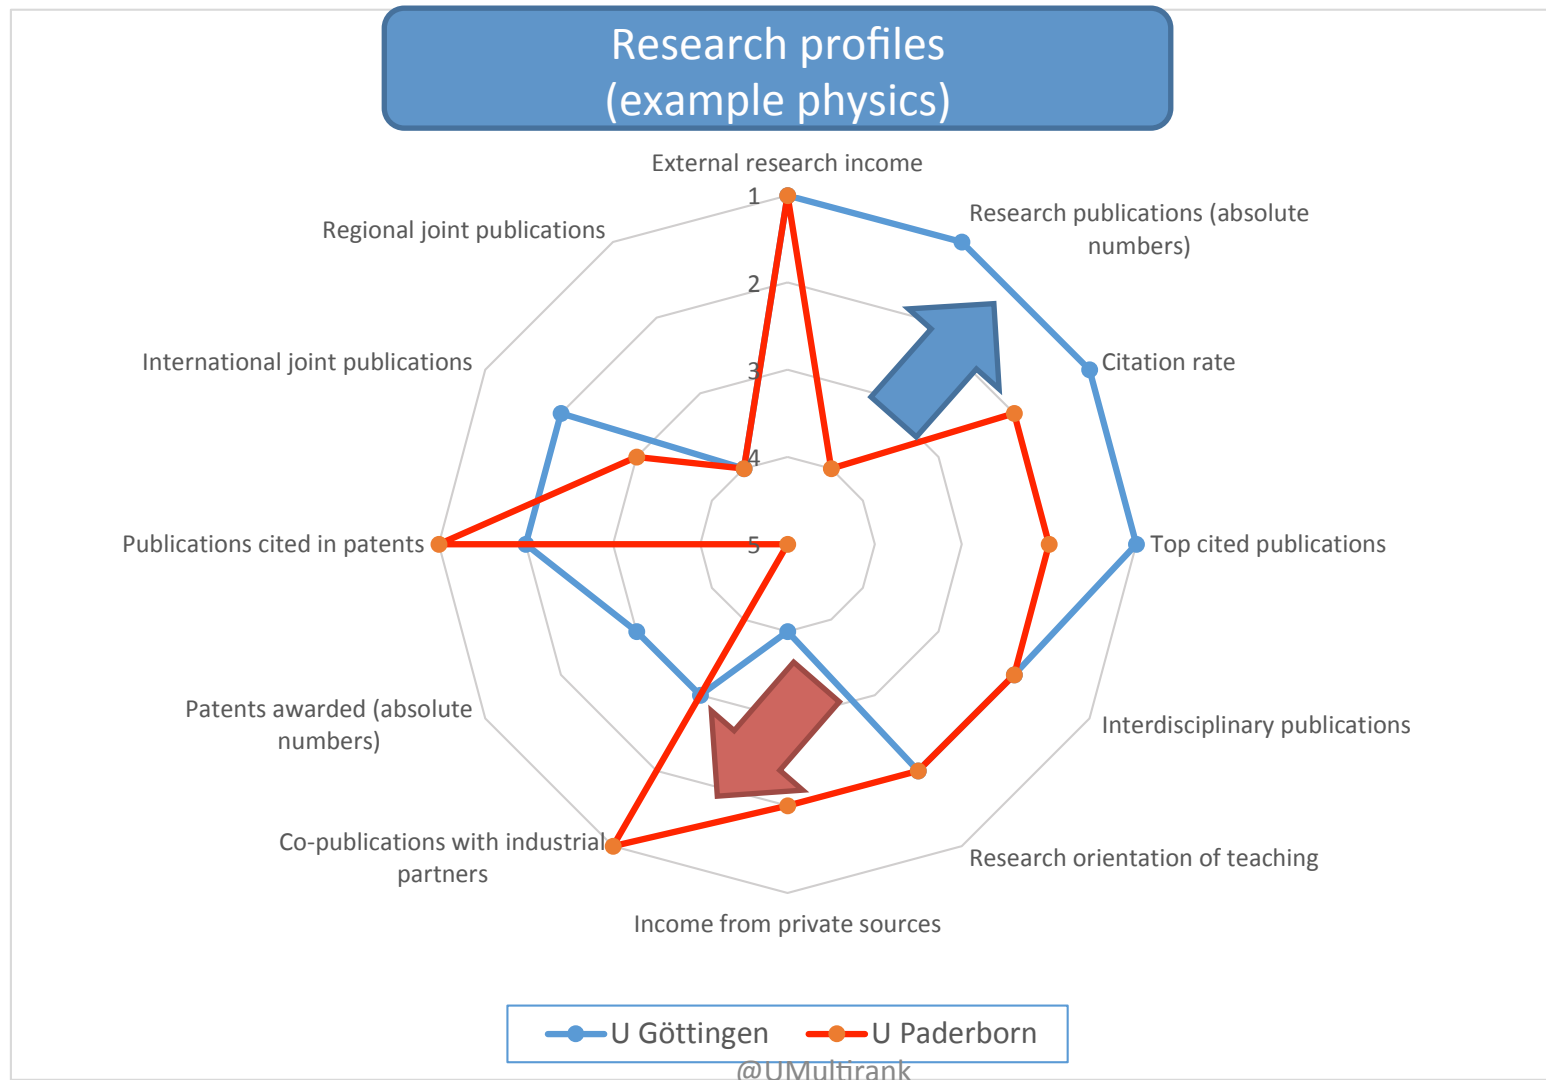 Research profiles
(example physics)
External research income
1
Research publications (absolute
numbers)
Regional joint publications
2
International joint publications
3
Citation rate
4
Publications cited in patents
5
Top cited publications
Patents awarded (absolute
numbers)
Interdisciplinary publications
Co-publications with industrial
partners
Research orientation of teaching
Income from private sources
U Göttingen
U Paderborn
@UMultirank